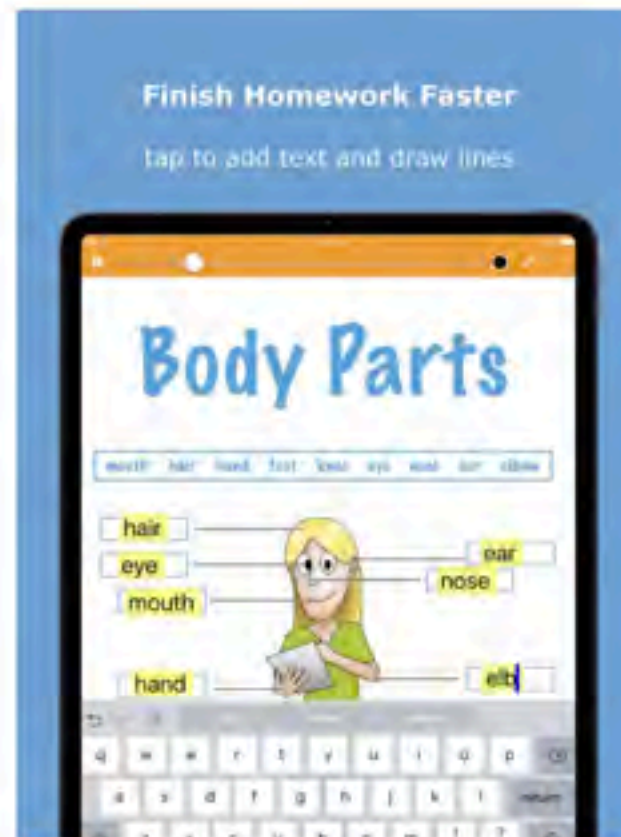 Finish Homework Faster
tap to add text and draw lines
Body Parts
mouth hair hand foot knee eye nose ear elbow
hair
eye
ear
nose
mouth
hand
elb
q w e r t y u i o p
a s d f g h j k l return